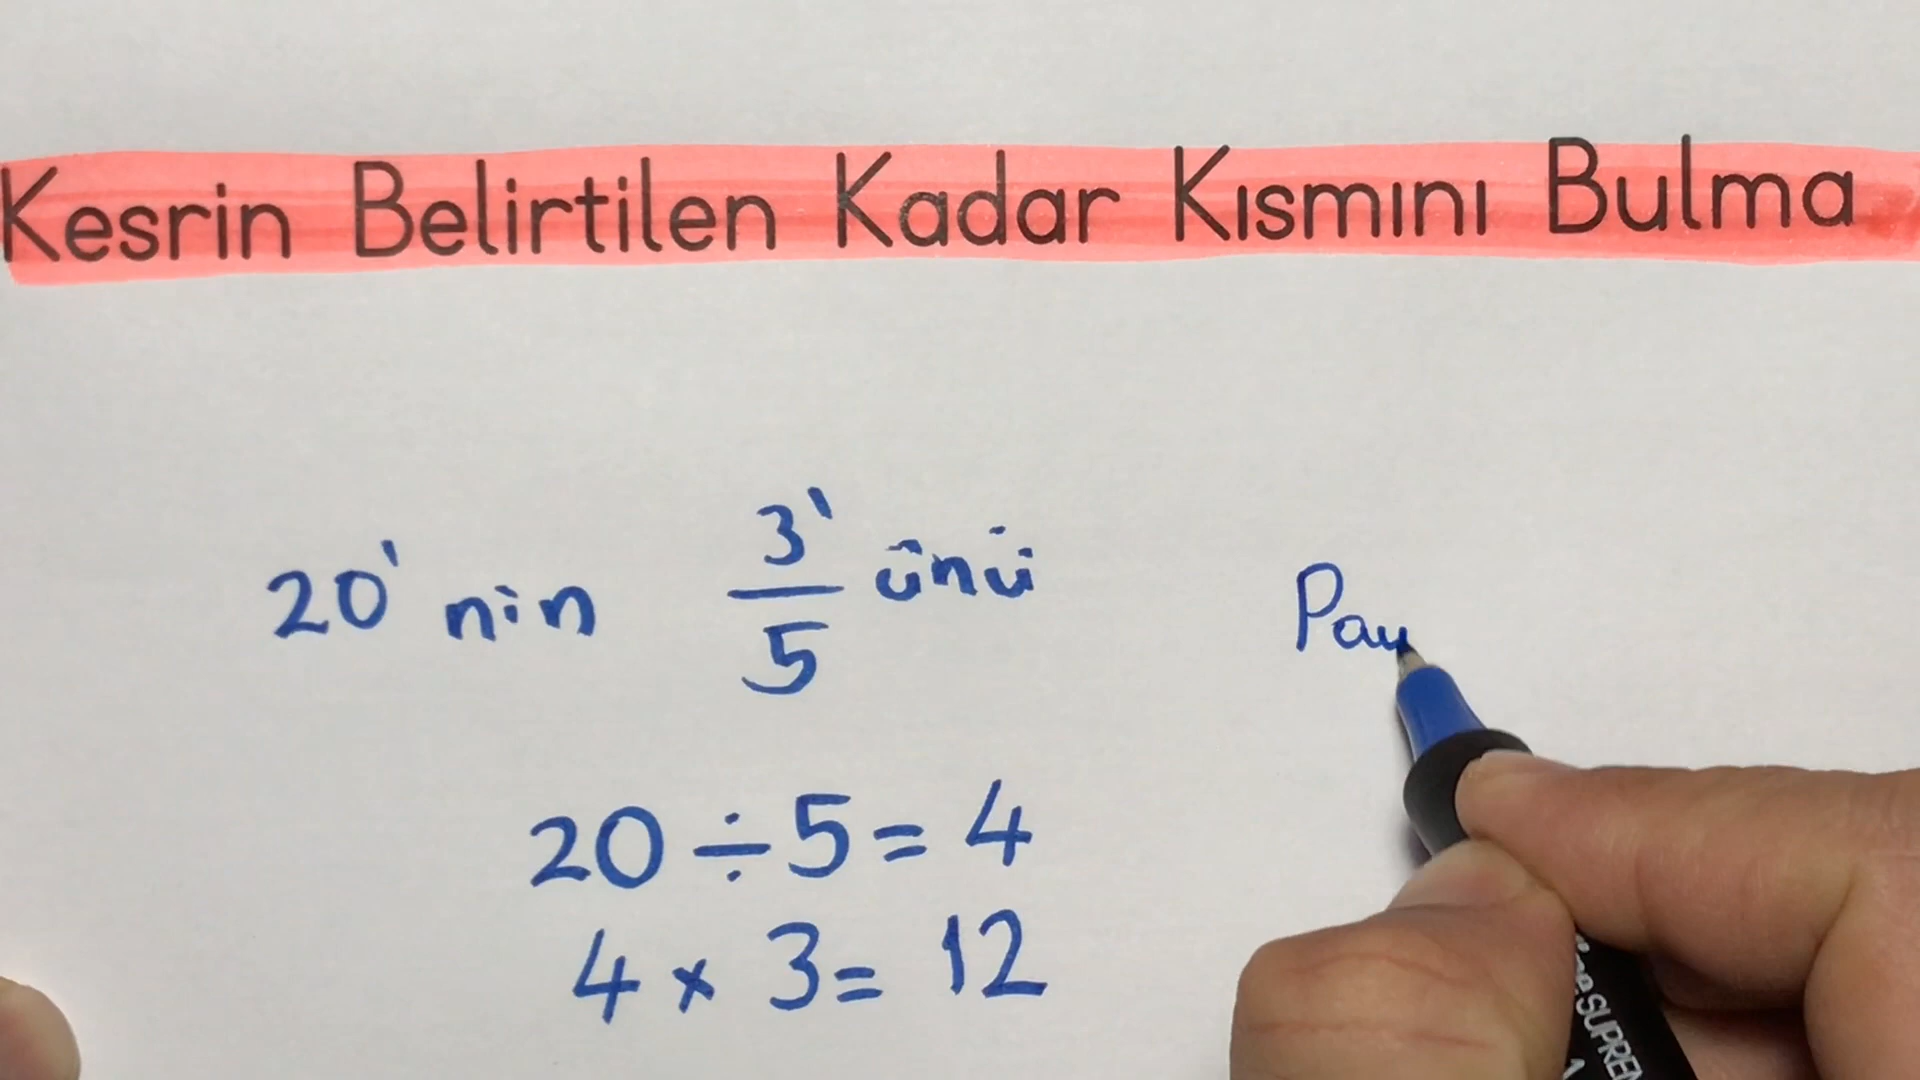 Kesrin Belirtilen Kadar Kısmını Bulma
20' nin 3'/5 ünü
Pay
20 ÷ 5 = 4
4 x 3 = 12